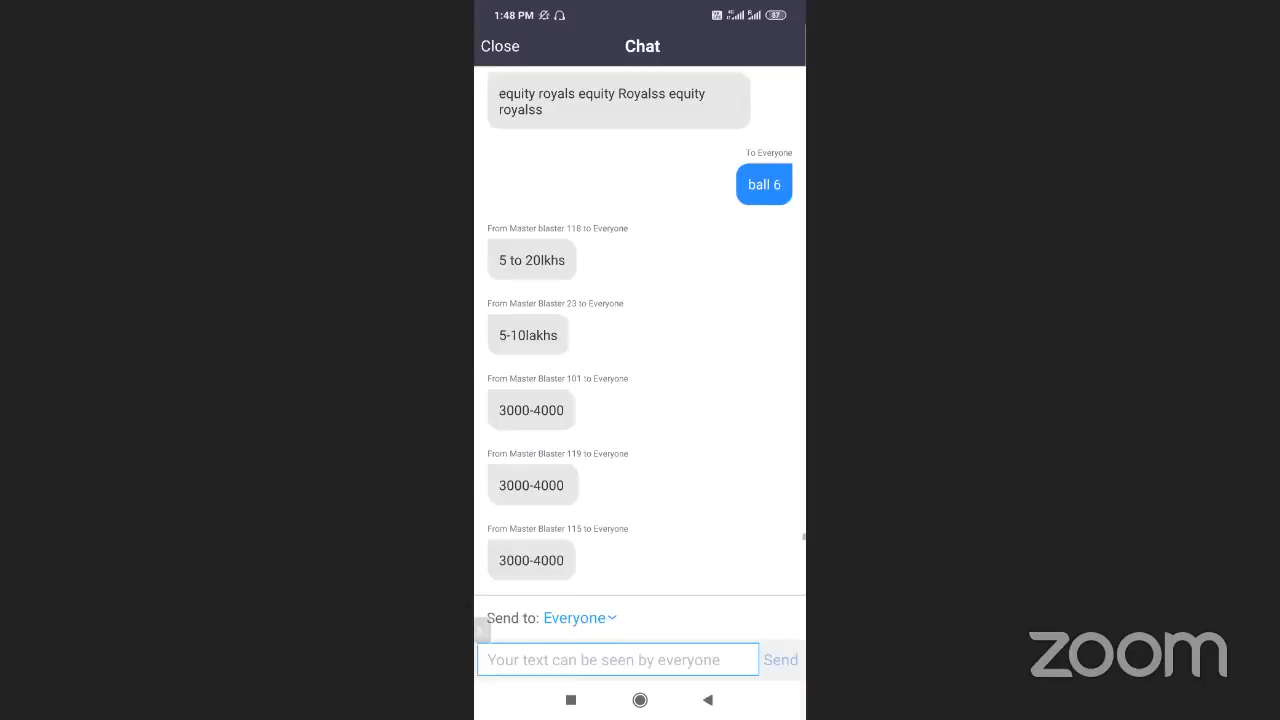 1:48 PM
87
Close
Chat
equity royals equity Royalss equity
royalss
To Everyone
ball 6
From Master blaster 118 to Everyone
5 to 20lkhs
From Master Blaster 23 to Everyone
5-10lakhs
From Master Blaster 101 to Everyone
3000-4000
From Master Blaster 119 to Everyone
3000-4000
From Master Blaster 115 to Everyone
3000-4000
Send to: Everyone
Your text can be seen by everyone
Send
zoom